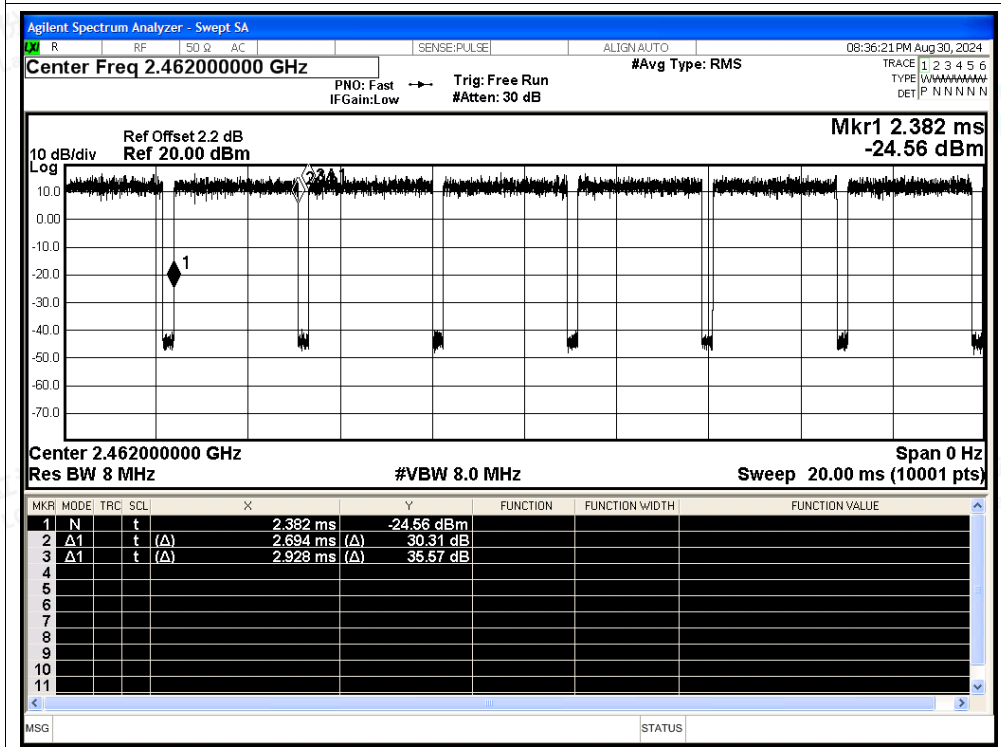 Agilent Spectrum Analyzer - Swept SA
LXI R RF 50 Ω AC SENSE:PULSE ALIGN AUTO 08:36:21 PM Aug 30, 2024
Center Freq 2.462000000 GHz #Avg Type: RMS TRACE 1 2 3 4 5 6
PNO: Fast Trig: Free Run TYPE
IFGain:Low #Atten: 30 dB DET P N N N N N
Mkr1 2.382 ms
Ref Offset 2.2 dB
10 dB/div Ref 20.00 dBm -24.56 dBm
Log
10.0
0.00
-10.0
1
-20.0
-30.0
-40.0
-50.0
-60.0
-70.0
Center 2.462000000 GHz Span 0 Hz
Res BW 8 MHz #VBW 8.0 MHz Sweep 20.00 ms (10001 pts)
MKR MODE TRC SCL X Y FUNCTION FUNCTION WIDTH FUNCTION VALUE
1 N t 2.382 ms -24.56 dBm
2 Δ1 t (Δ) 2.694 ms (Δ) 30.31 dB
3 Δ1 t (Δ) 2.928 ms (Δ) 35.57 dB
4
5
6
7
8
9
10
11
MSG STATUS